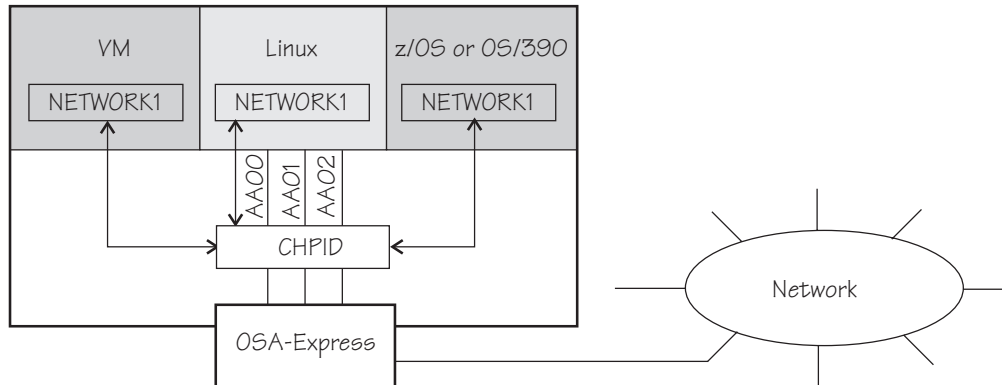 VM
Linux
z/OS or OS/390
NETWORK1
NETWORK1
NETWORK1
AA00
AA01
AA02
CHPID
Network
OSA-Express